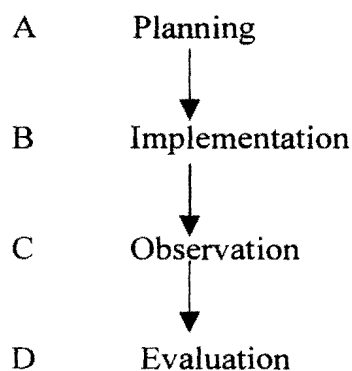 A Planning
B Implementation
C Observation
D Evaluation